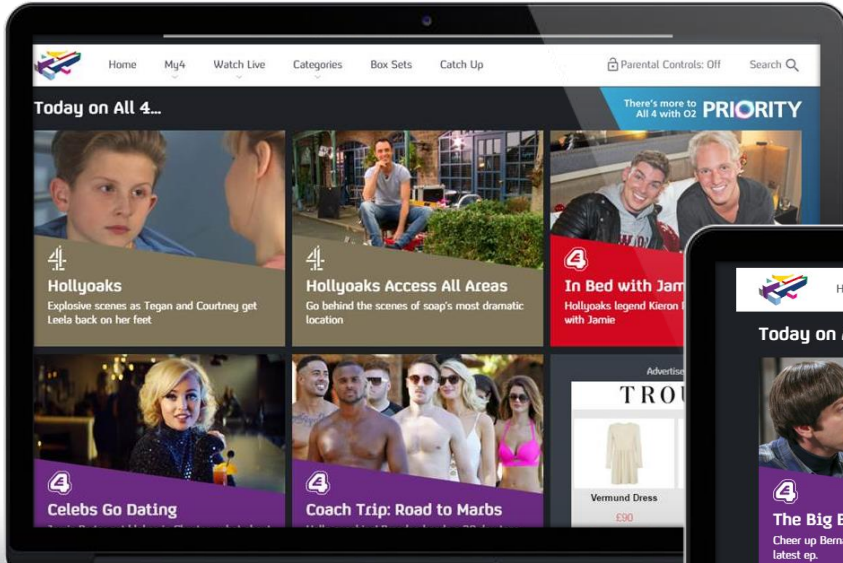 Home My4 Watch Live Categories Box Sets Catch Up Parental Controls: Off Search
Today on All 4...
There's more to
All 4 with O2 PRIORITY
Hollyoaks
Explosive scenes as Tegan and Courtney get
Leela back on her feet
Hollyoaks Access All Areas
Go behind the scenes of soap's most dramatic
location
In Bed with Jam
Hollyoaks legend Kieron
with Jamie
Celebs Go Dating
Coach Trip: Road to Marbs
Advertise
TROU
Vermund Dress
£90
H
Today on
The Big B
Cheer up Berna
latest ep.